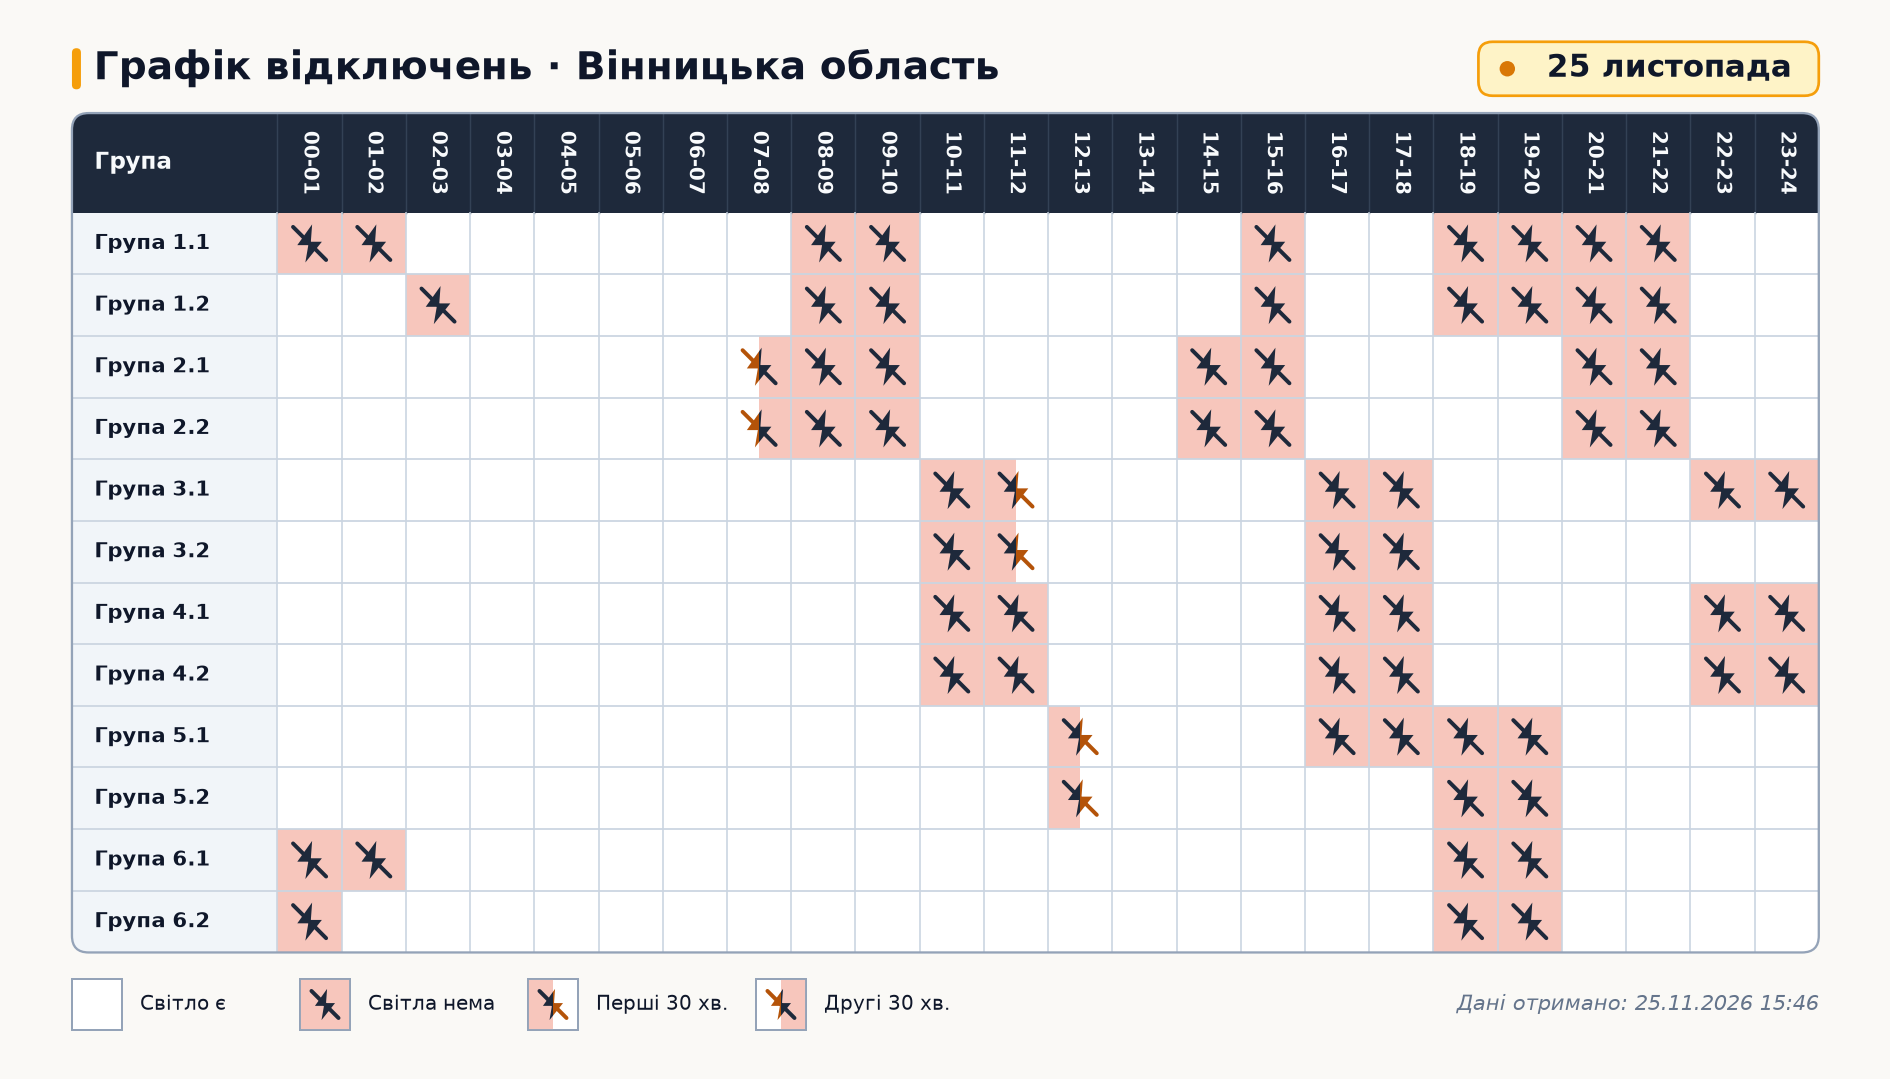 Графік відключень · Вінницька область
25 листопада
Група 00-01 01-02 02-03 03-04 04-05 05-06 06-07 07-08 08-09 09-10 10-11 11-12 12-13 13-14 14-15 15-16 16-17 17-18 18-19 19-20 20-21 21-22 22-23 23-24
Група 1.1
Група 1.2
Група 2.1
Група 2.2
Група 3.1
Група 3.2
Група 4.1
Група 4.2
Група 5.1
Група 5.2
Група 6.1
Група 6.2
Світло є Світла нема Перші 30 хв. Другі 30 хв.
Дані отримано: 25.11.2026 15:46